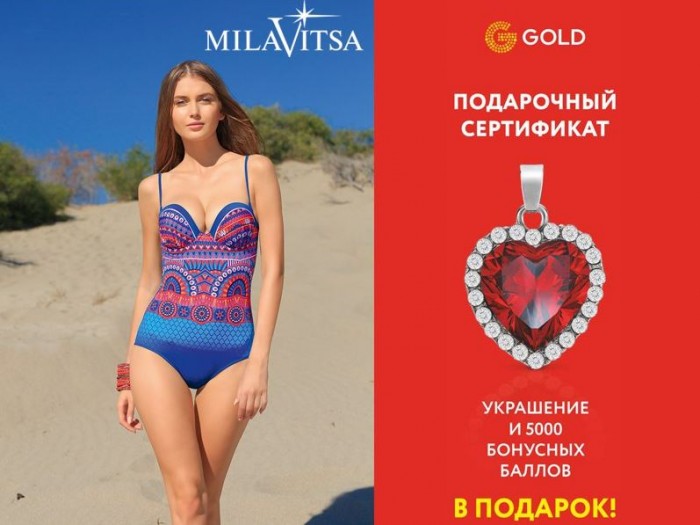 MILAVITSA
GOLD
ПОДАРОЧНЫЙ
СЕРТИФИКАТ
УКРАШЕНИЕ
И 5000
БОНУСНЫХ
БАЛЛОВ
В ПОДАРОК!